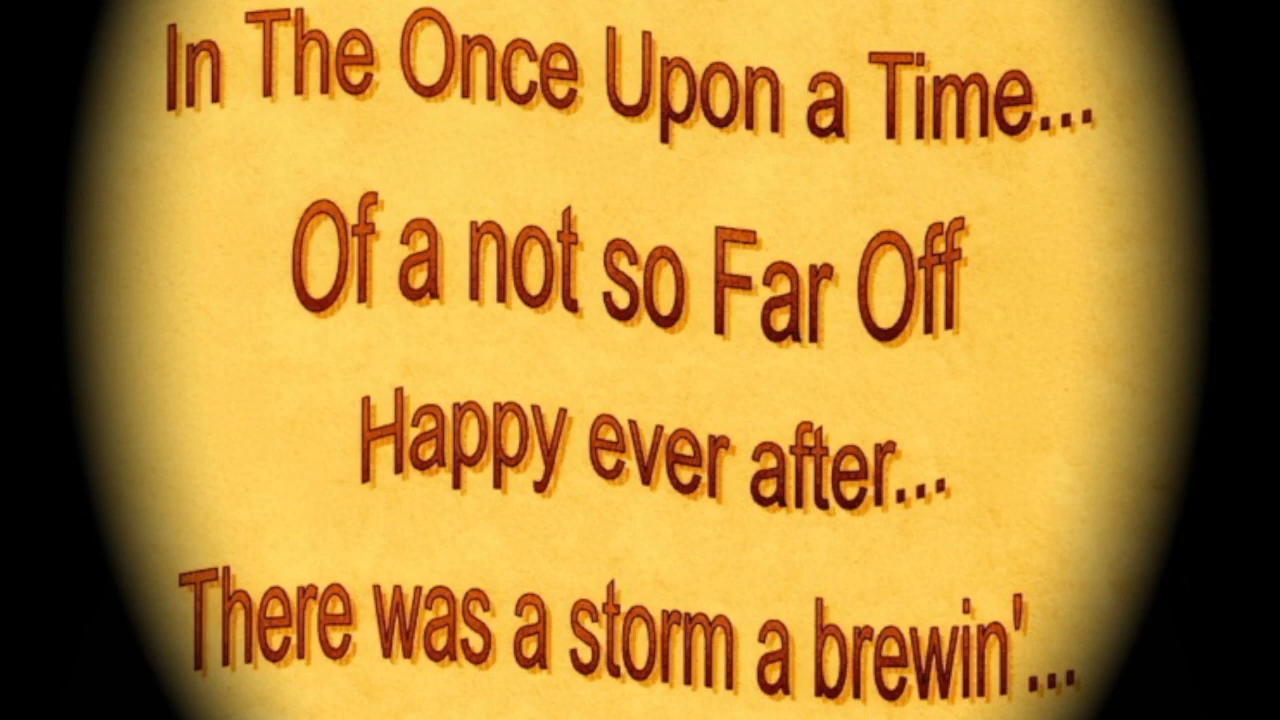 In The Once Upon a Time...
Of a not so Far Off
Happy ever after...
There was a storm a brewin'...